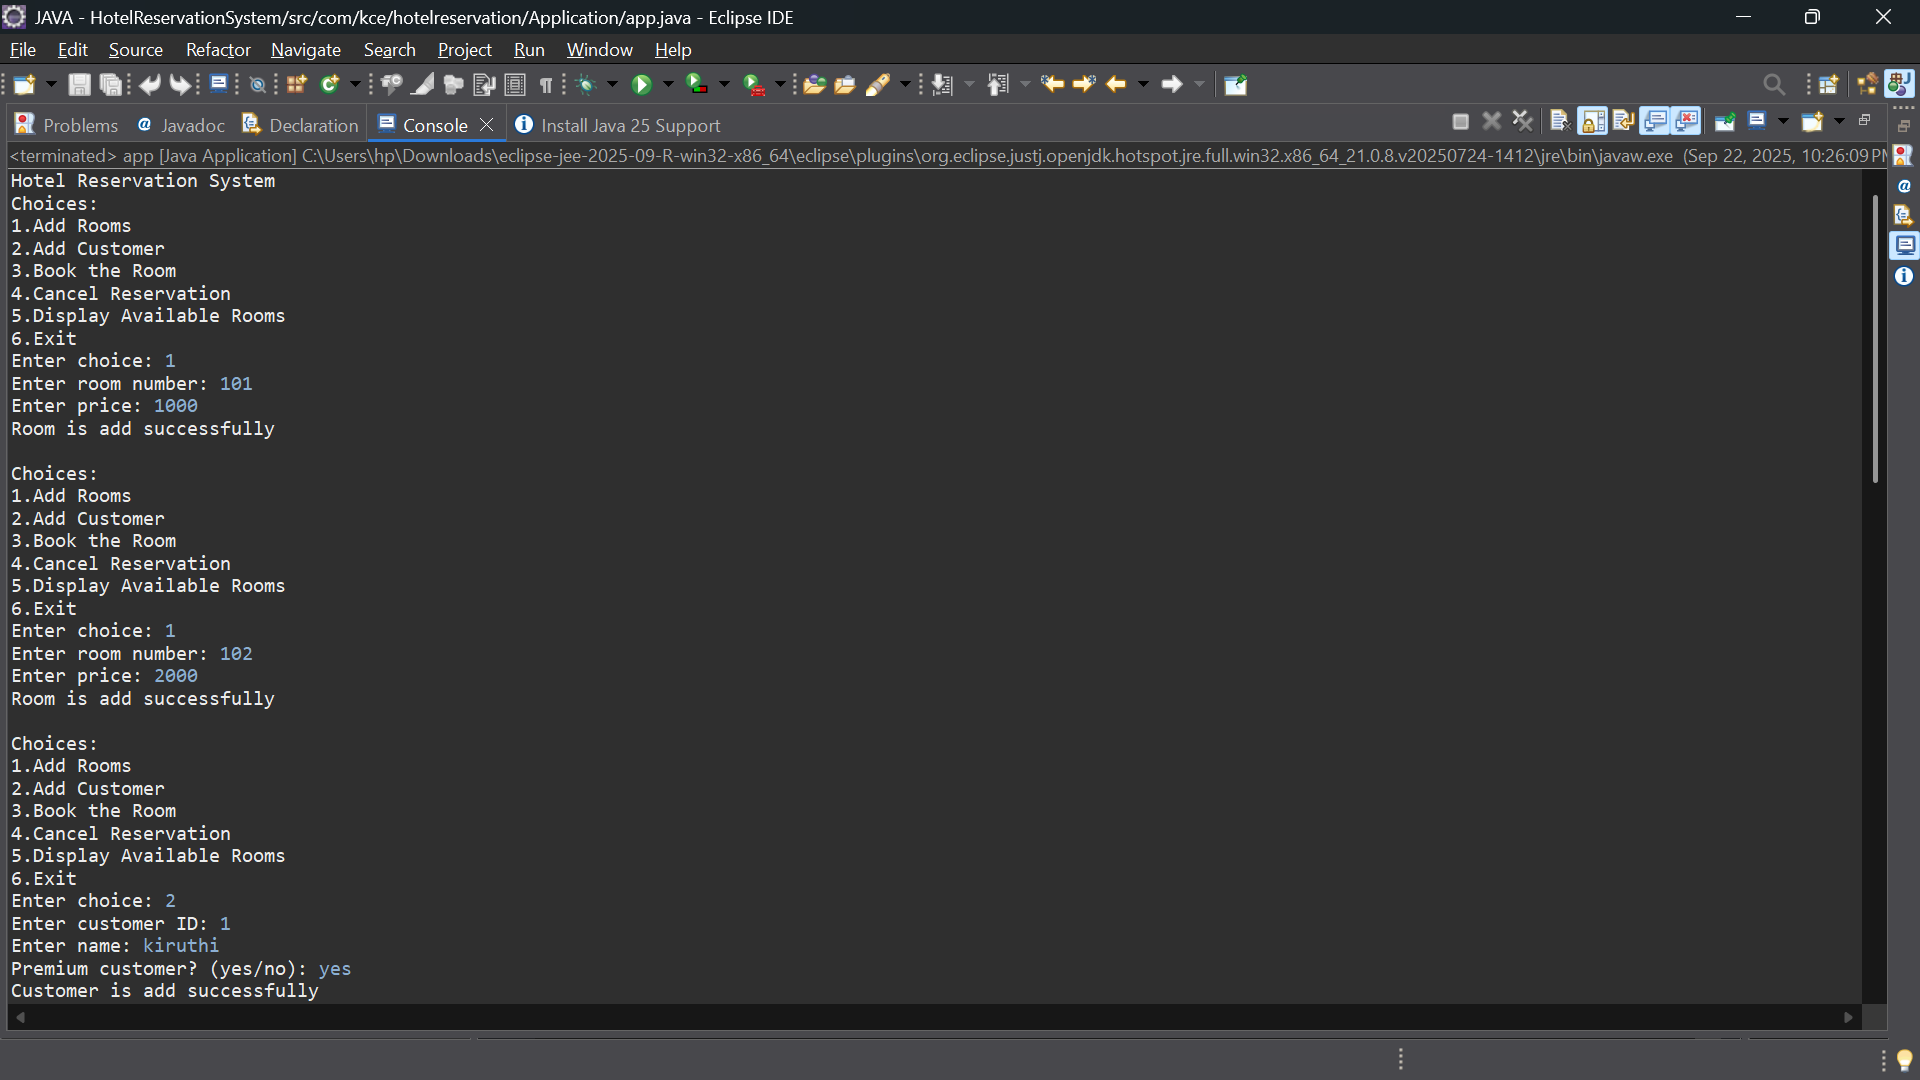 JAVA - HotelReservationSystem/src/com/kce/hotelreservation/Application/app.java - Eclipse IDE
File Edit Source Refactor Navigate Search Project Run Window Help
Problems @ Javadoc Declaration Console Install Java 25 Support
<terminated> app [Java Application] C:\Users\hp\Downloads\eclipse-jee-2025-09-R-win32-x86_64\eclipse\plugins\org.eclipse.justj.openjdk.hotspot.jre.full.win32.x86_64_21.0.8.v20250724-1412\jre\bin\javaw.exe (Sep 22, 2025, 10:26:09 PM
Hotel Reservation System
Choices:
1.Add Rooms
2.Add Customer
3.Book the Room
4.Cancel Reservation
5.Display Available Rooms
6.Exit
Enter choice: 1
Enter room number: 101
Enter price: 1000
Room is add successfully
Choices:
1.Add Rooms
2.Add Customer
3.Book the Room
4.Cancel Reservation
5.Display Available Rooms
6.Exit
Enter choice: 1
Enter room number: 102
Enter price: 2000
Room is add successfully
Choices:
1.Add Rooms
2.Add Customer
3.Book the Room
4.Cancel Reservation
5.Display Available Rooms
6.Exit
Enter choice: 2
Enter customer ID: 1
Enter name: kiruthi
Premium customer? (yes/no): yes
Customer is add successfully